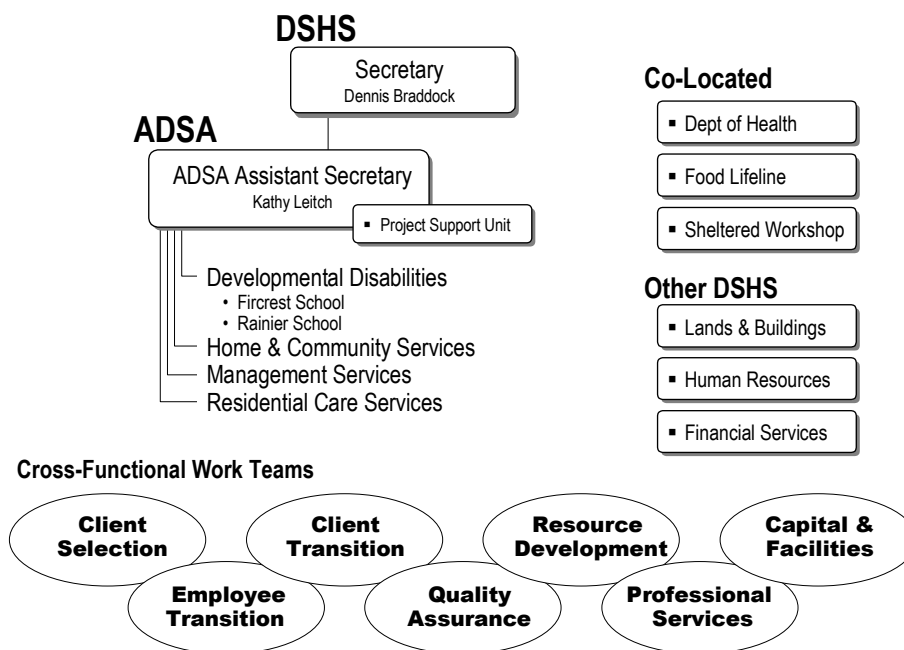 DSHS
Secretary
Dennis Braddock
ADSA
ADSA Assistant Secretary
Kathy Leitch
▪ Project Support Unit
Developmental Disabilities
• Fircrest School
• Rainier School
Home & Community Services
Management Services
Residential Care Services
Co-Located
▪ Dept of Health
▪ Food Lifeline
▪ Sheltered Workshop
Other DSHS
▪ Lands & Buildings
▪ Human Resources
▪ Financial Services
Cross-Functional Work Teams
Client
Selection
Client
Transition
Resource
Development
Capital &
Facilities
Employee
Transition
Quality
Assurance
Professional
Services